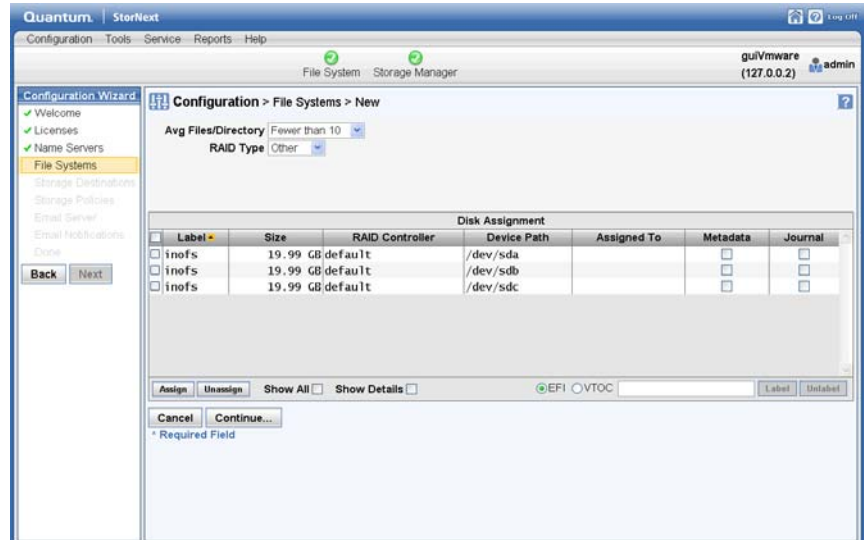 Quantum. StorNext
Log Off
Configuration Tools Service Reports Help
File System Storage Manager
guiVmware
(127.0.0.2)
admin
Configuration Wizard
Welcome
Licenses
Name Servers
File Systems
Storage Destinations
Storage Policies
Email Server
Email Notifications
Done
Back Next
Configuration > File Systems > New
?
Avg Files/Directory Fewer than 10
RAID Type Other
Disk Assignment
Label Size RAID Controller Device Path Assigned To Metadata Journal
inofs 19.99 GB default /dev/sda
inofs 19.99 GB default /dev/sdb
inofs 19.99 GB default /dev/sdc
Assign Unassign Show All Show Details EFI VTOC Label Unlabel
Cancel Continue...
* Required Field